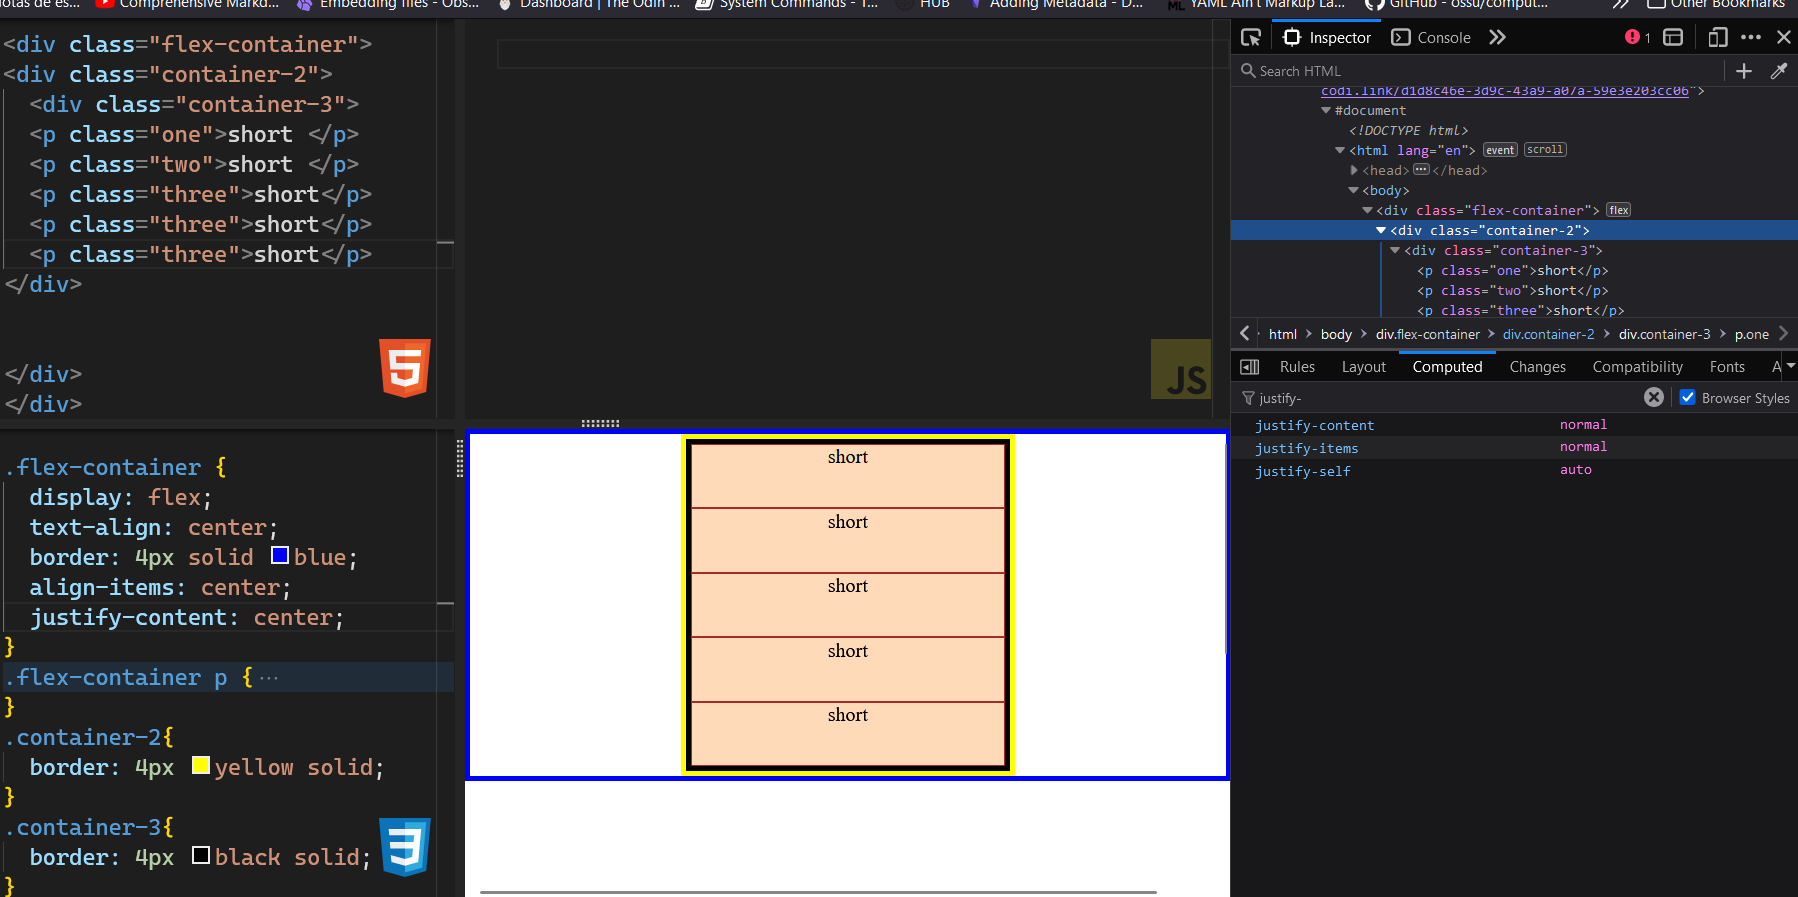 otas de es...
Comprehensive Markd...
Embedding files - Obs...
Dashboard | The Odin ...
System Commands - T...
HUB
Adding Metadata - D...
YAML Ain't Markup La...
GitHub - ossu/comput...
Other Bookmarks
<div class="flex-container">
<div class="container-2">
<div class="container-3">
<p class="one">short </p>
<p class="two">short </p>
<p class="three">short</p>
<p class="three">short</p>
<p class="three">short</p>
</div>
</div>
</div>
5
.flex-container {
display: flex;
text-align: center;
border: 4px solid blue;
align-items: center;
justify-content: center;
}
.flex-container p {···
}
.container-2{
border: 4px yellow solid;
}
.container-3{
border: 4px black solid;
}
3
JS
short
short
short
short
short
Inspector
Console
1
Search HTML
codi.link/d1d8c46e-3d9c-43a9-a07a-59e3e203cc06">
#document
<!DOCTYPE html>
<html lang="en"> event scroll
<head>···</head>
<body>
<div class="flex-container"> flex
<div class="container-2">
<div class="container-3">
<p class="one">short</p>
<p class="two">short</p>
<p class="three">short</p>
html > body > div.flex-container > div.container-2 > div.container-3 > p.one
Rules Layout Computed Changes Compatibility Fonts A
justify-
Browser Styles
justify-content normal
justify-items normal
justify-self auto